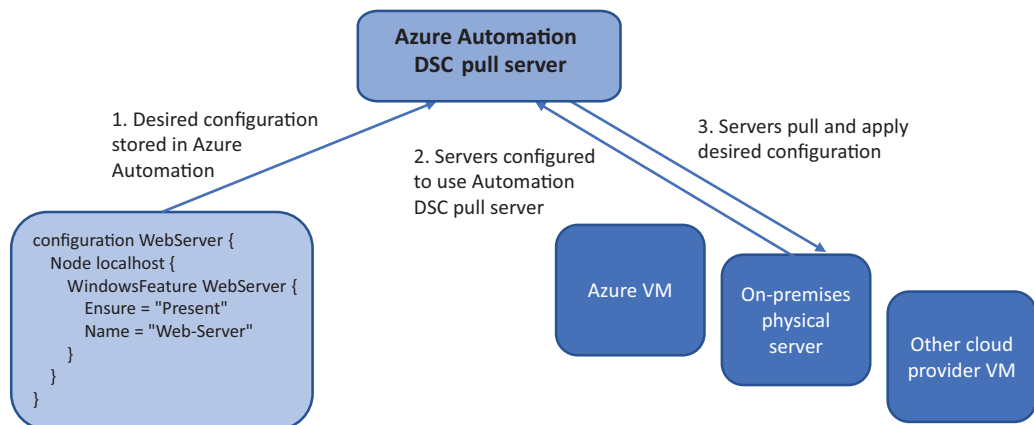 Azure Automation
DSC pull server
1. Desired configuration
stored in Azure
Automation
2. Servers configured
to use Automation
DSC pull server
3. Servers pull and apply
desired configuration
configuration WebServer {
Node localhost {
WindowsFeature WebServer {
Ensure = "Present"
Name = "Web-Server"
}
}
}
Azure VM
On-premises
physical
server
Other cloud
provider VM